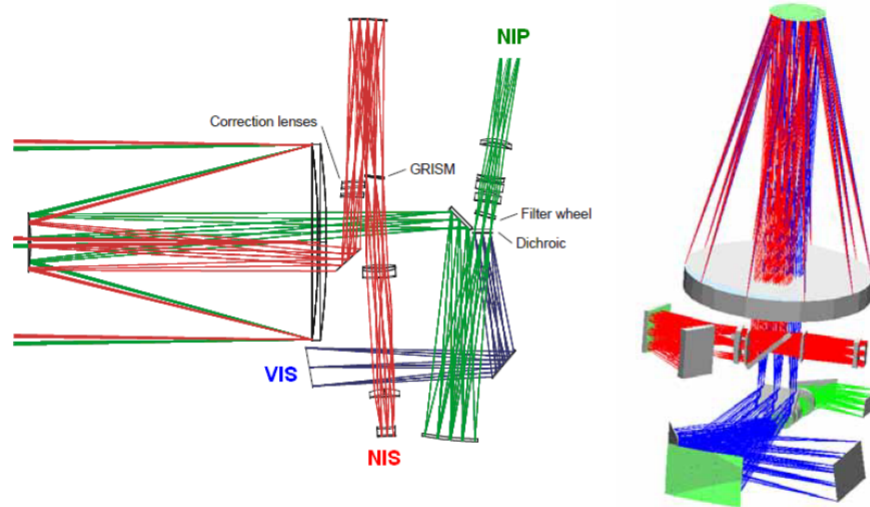 NIP
Correction lenses
GRISM
Filter wheel
Dichroic
VIS
NIS